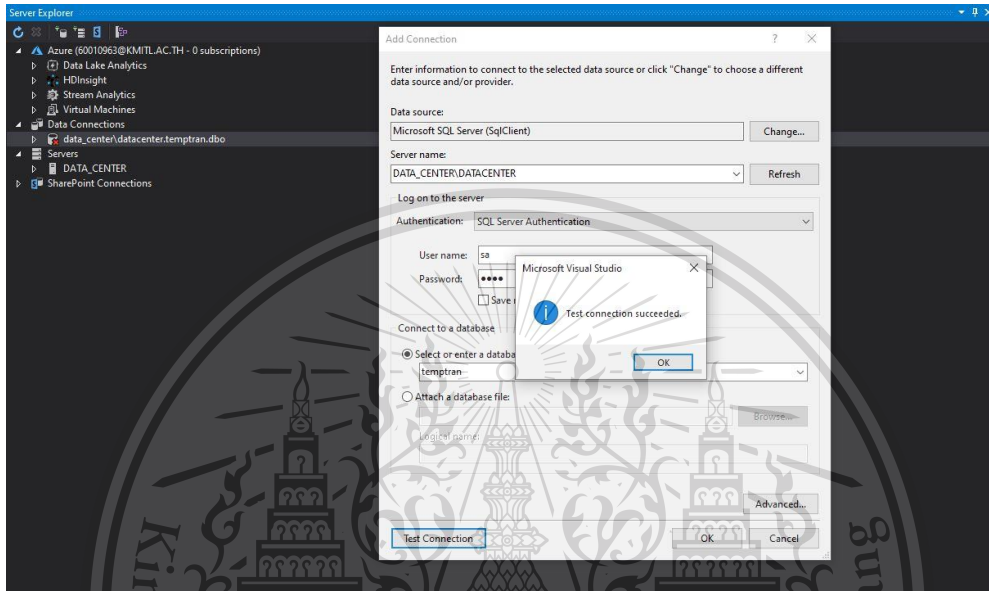 Server Explorer
Azure (60010963@KMITL.AC.TH - 0 subscriptions)
Data Lake Analytics
HDInsight
Stream Analytics
Virtual Machines
Data Connections
data_center\datacenter.temptran.dbo
Servers
DATA_CENTER
SharePoint Connections
Add Connection
Enter information to connect to the selected data source or click "Change" to choose a different
data source and/or provider.
Data source:
Microsoft SQL Server (SqlClient)
Change...
Server name:
DATA_CENTER\DATACENTER
Refresh
Log on to the server
Authentication: SQL Server Authentication
User name: sa
Password: ••••
Save
Connect to a database
Select or enter a databa
temptran
Attach a database file:
Browse...
Logical name:
Advanced...
Test Connection
OK
Cancel
Microsoft Visual Studio
Test connection succeeded.
OK